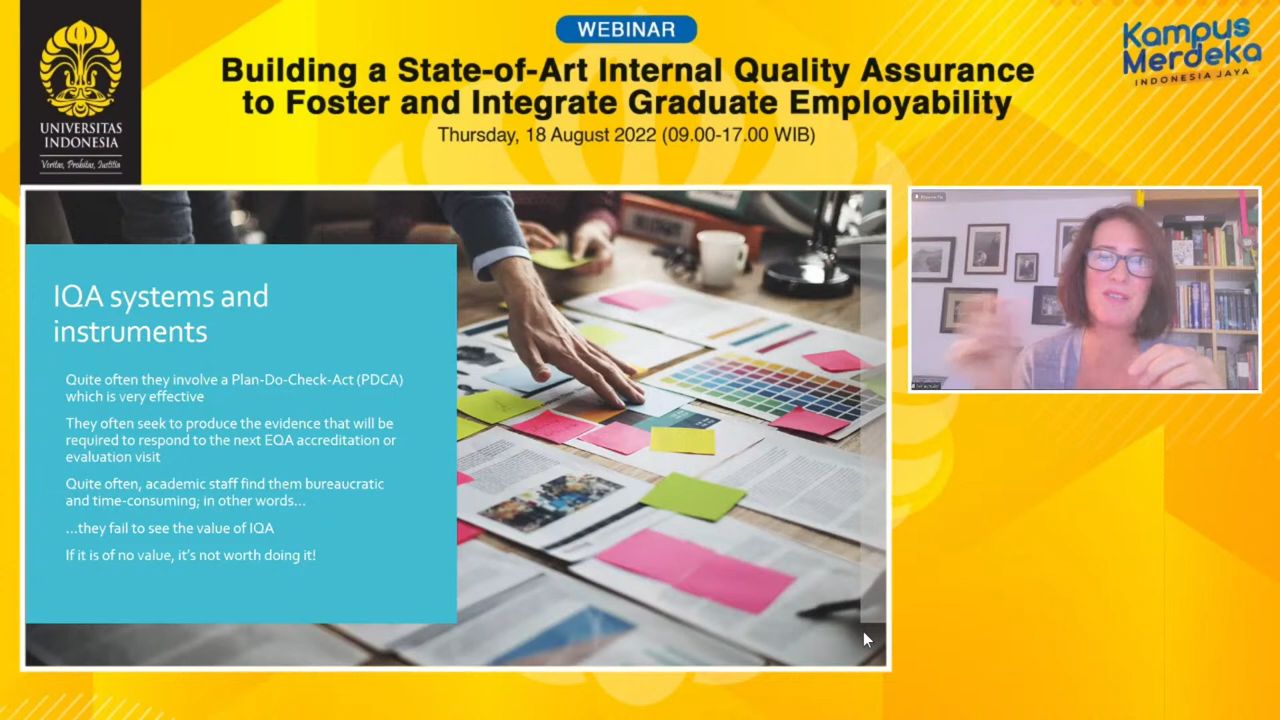 WEBINAR
Building a State-of-Art Internal Quality Assurance
to Foster and Integrate Graduate Employability
Thursday, 18 August 2022 (09.00-17.00 WIB)
UNIVERSITAS
INDONESIA
Veritas, Probitas, Justitia
Kampus
Merdeka
INDONESIA JAYA
IQA systems and
instruments
Quite often they involve a Plan-Do-Check-Act (PDCA)
which is very effective
They often seek to produce the evidence that will be
required to respond to the next EQA accreditation or
evaluation visit
Quite often, academic staff find them bureaucratic
and time-consuming; in other words...
...they fail to see the value of IQA
If it is of no value, it's not worth doing it!